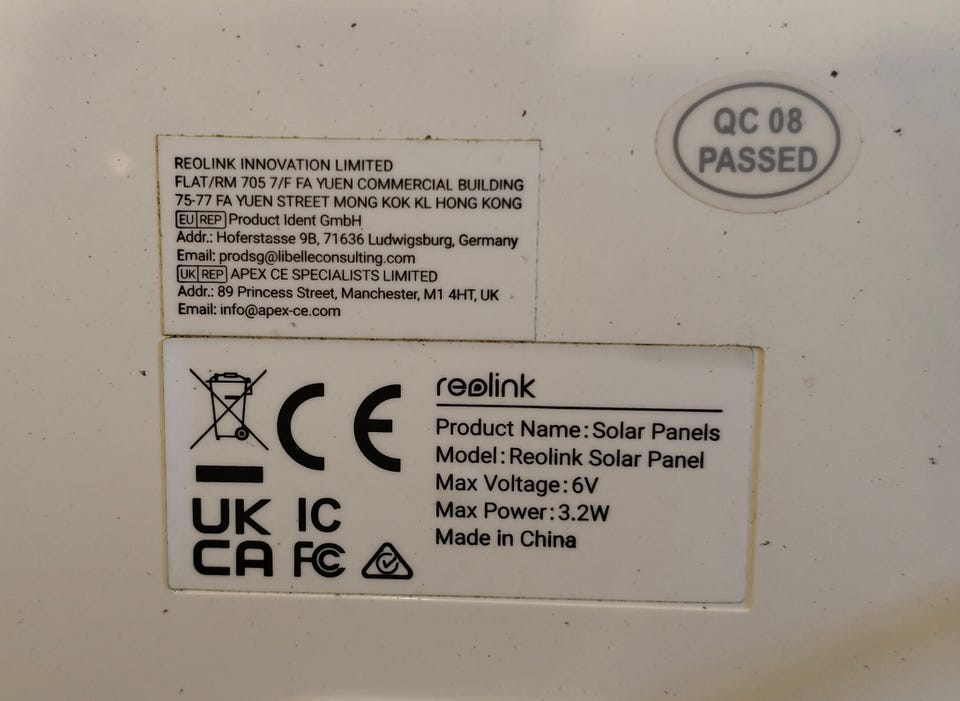 QC 08
PASSED
REOLINK INNOVATION LIMITED
FLAT/RM 705 7/F FA YUEN COMMERCIAL BUILDING
75-77 FA YUEN STREET MONG KOK KL HONG KONG
EU REP Product Ident GmbH
Addr.: Hoferstasse 9B, 71636 Ludwigsburg, Germany
Email: prodsg@libelleconsulting.com
UK REP APEX CE SPECIALISTS LIMITED
Addr.: 89 Princess Street, Manchester, M1 4HT, UK
Email: info@apex-ce.com
CE
UK
CA
IC
FC
reolink
Product Name: Solar Panels
Model: Reolink Solar Panel
Max Voltage: 6V
Max Power: 3.2W
Made in China